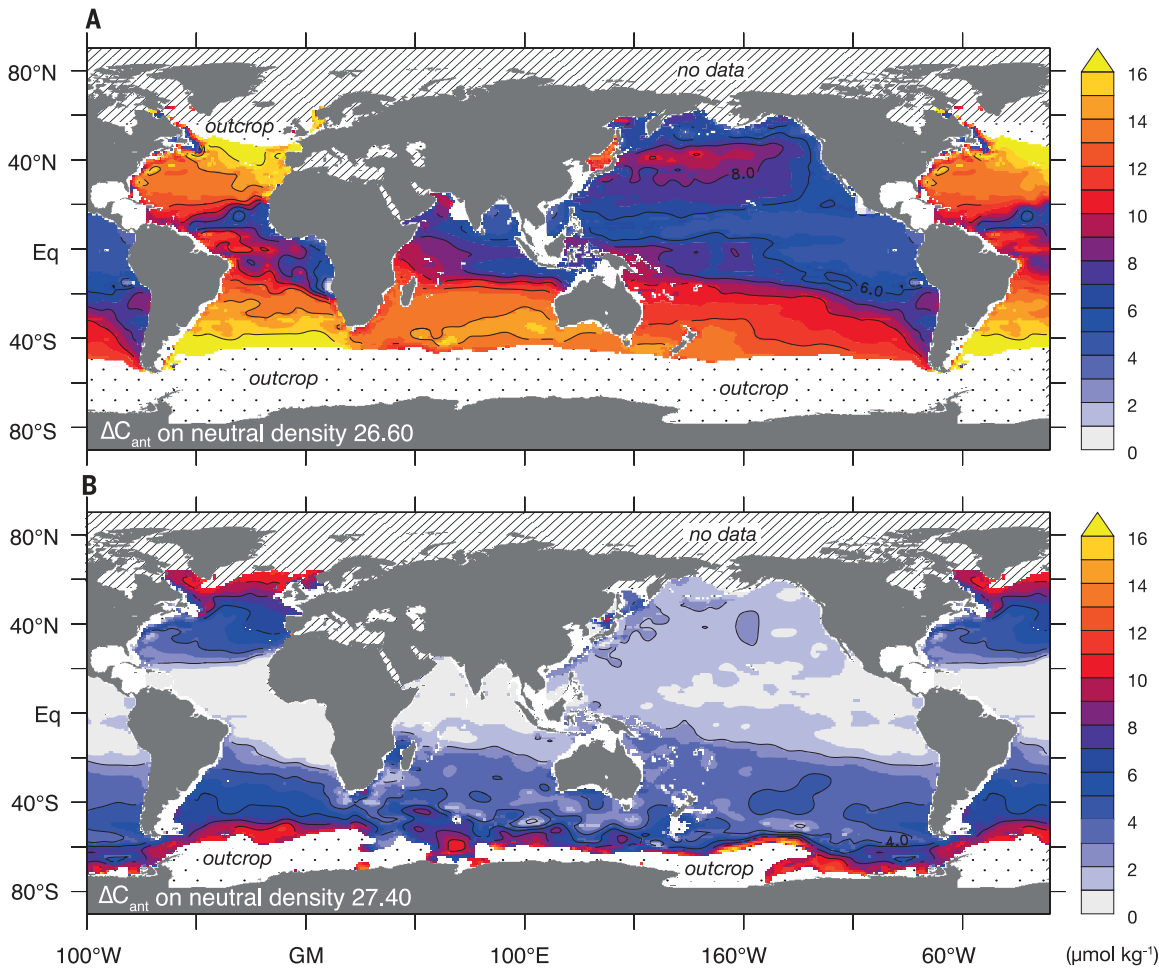 A
80°N
40°N
Eq
40°S
80°S
no data
outcrop
8.0
6.0
outcrop
outcrop
ΔCant on neutral density 26.60
16
14
12
10
8
6
4
2
0
B
80°N
40°N
Eq
40°S
80°S
no data
4.0
outcrop
outcrop
ΔCant on neutral density 27.40
16
14
12
10
8
6
4
2
0
100°W GM 100°E 160°W 60°W (μmol kg⁻¹)